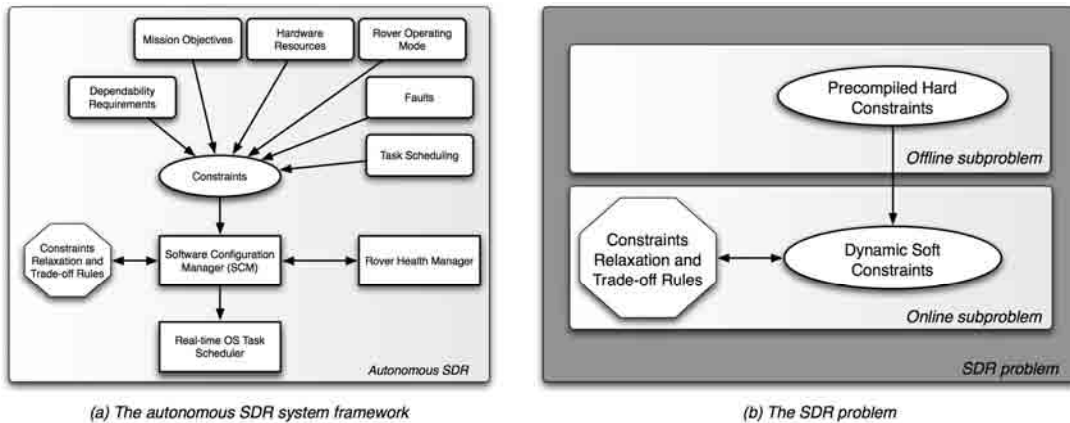 Mission Objectives
Hardware
Resources
Rover Operating
Mode
Dependability
Requirements
Faults
Task Scheduling
Constraints
Constraints
Relaxation and
Trade-off Rules
Software Configuration
Manager (SCM)
Rover Health Manager
Real-time OS Task
Scheduler
Autonomous SDR
(a) The autonomous SDR system framework
Precompiled Hard
Constraints
Offline subproblem
Constraints
Relaxation and
Trade-off Rules
Dynamic Soft
Constraints
Online subproblem
SDR problem
(b) The SDR problem